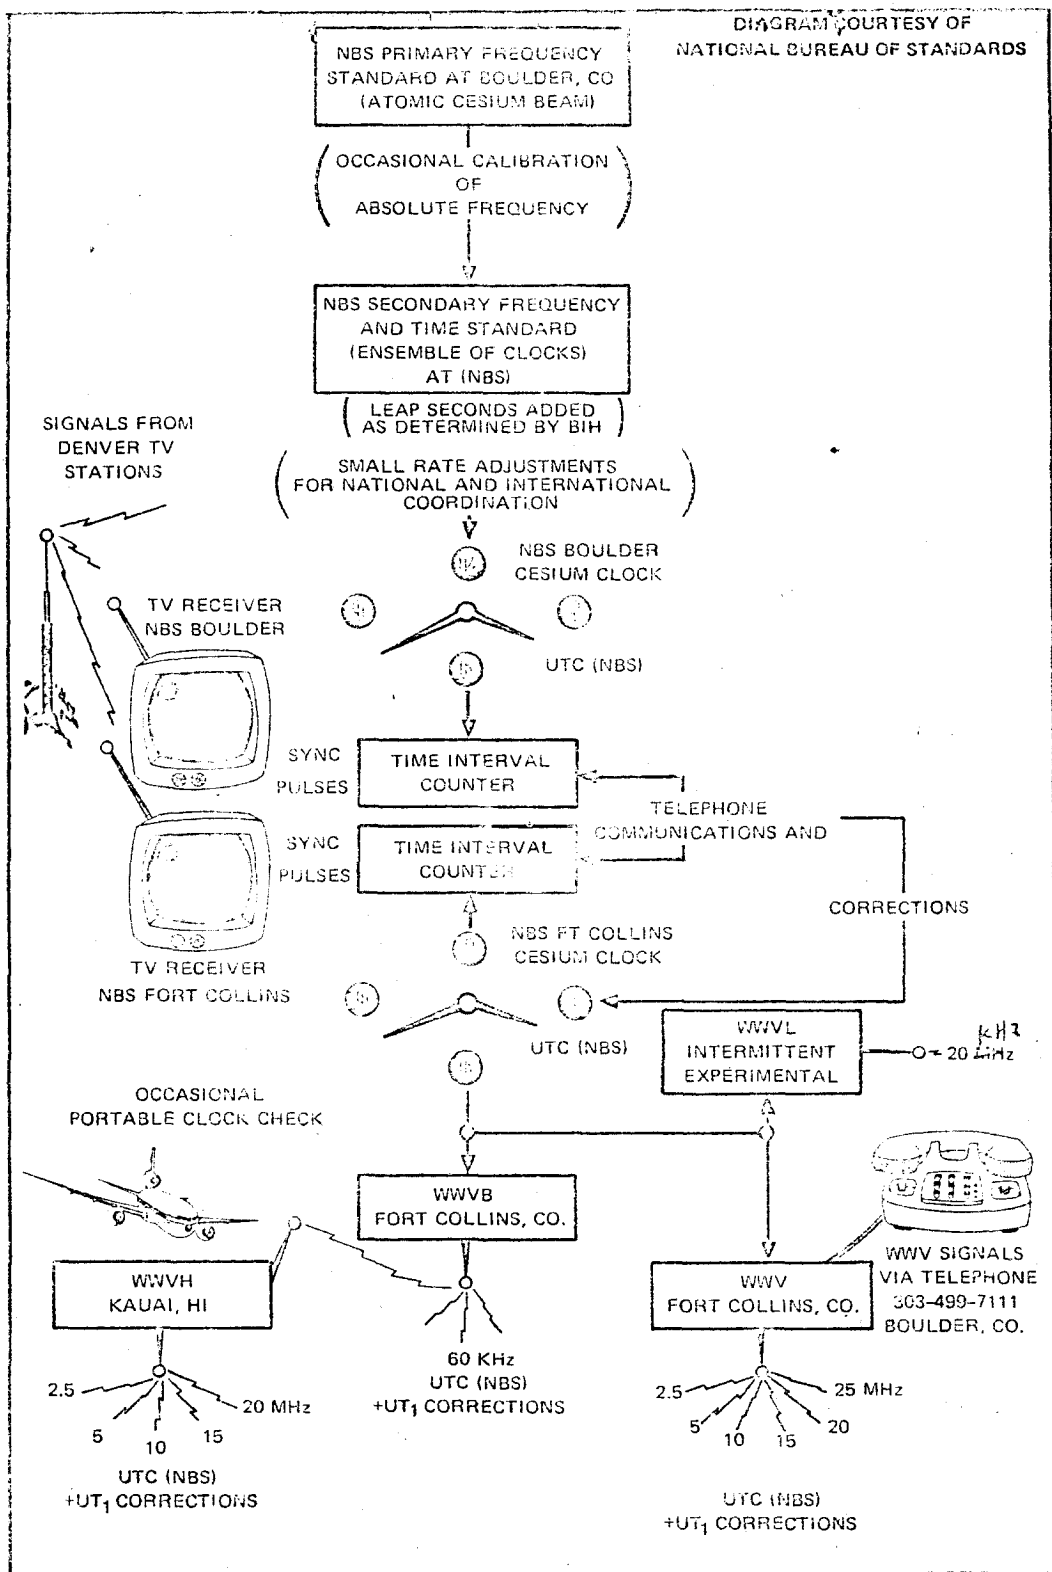 DIAGRAM COURTESY OF
NATIONAL BUREAU OF STANDARDS
NBS PRIMARY FREQUENCY
STANDARD AT BOULDER, CO
(ATOMIC CESIUM BEAM)
(OCCASIONAL CALIBRATION
OF
ABSOLUTE FREQUENCY)
NBS SECONDARY FREQUENCY
AND TIME STANDARD
(ENSEMBLE OF CLOCKS)
AT (NBS)
(LEAP SECONDS ADDED
AS DETERMINED BY BIH)
(SMALL RATE ADJUSTMENTS
FOR NATIONAL AND INTERNATIONAL
COORDINATION)
SIGNALS FROM
DENVER TV
STATIONS
NBS BOULDER
CESIUM CLOCK
TV RECEIVER
NBS BOULDER
UTC (NBS)
SYNC
PULSES
TIME INTERVAL
COUNTER
TELEPHONE
COMMUNICATIONS AND
SYNC
PULSES
TIME INTERVAL
COUNTER
CORRECTIONS
NBS FT COLLINS
CESIUM CLOCK
TV RECEIVER
NBS FORT COLLINS
UTC (NBS)
WWVL
INTERMITTENT
EXPERIMENTAL
KHz
20
OCCASIONAL
PORTABLE CLOCK CHECK
WWVB
FORT COLLINS, CO.
WWVH
KAUAI, HI
WWV
FORT COLLINS, CO.
WWV SIGNALS
VIA TELEPHONE
303-499-7111
BOULDER, CO.
2.5
5
10
15
20 MHz
UTC (NBS)
+UT1 CORRECTIONS
60 KHz
UTC (NBS)
+UT1 CORRECTIONS
2.5
5
10
15
20
25 MHz
UTC (NBS)
+UT1 CORRECTIONS